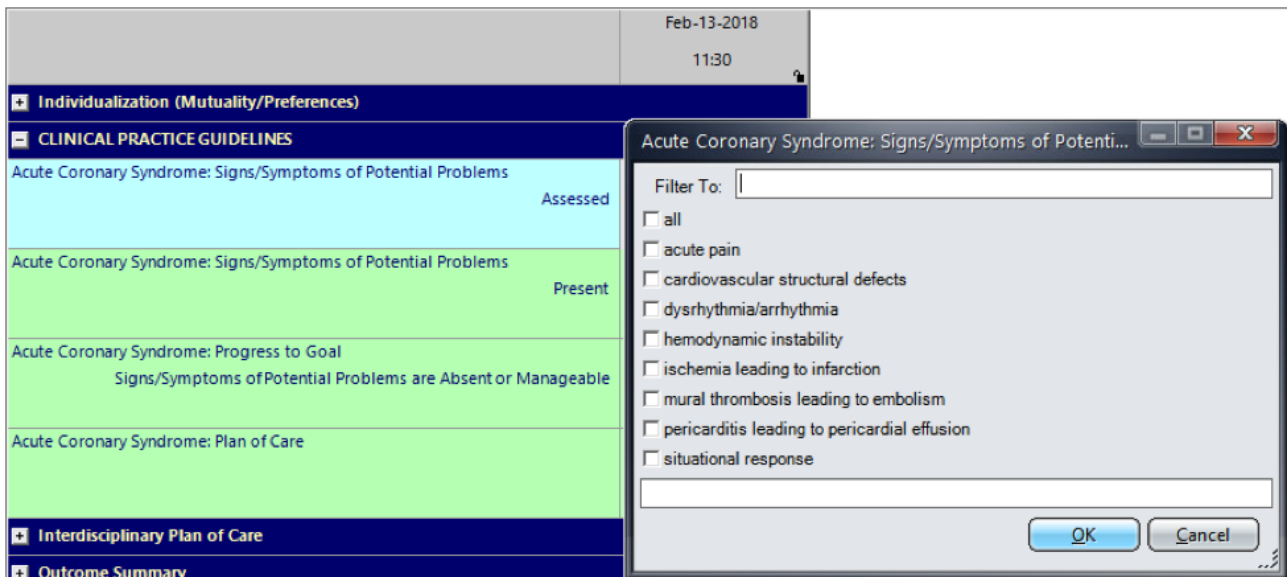 Feb-13-2018
11:30
Individualization (Mutuality/Preferences)
CLINICAL PRACTICE GUIDELINES
Acute Coronary Syndrome: Signs/Symptoms of Potential Problems
Assessed
Acute Coronary Syndrome: Signs/Symptoms of Potential Problems
Present
Acute Coronary Syndrome: Progress to Goal
Signs/Symptoms of Potential Problems are Absent or Manageable
Acute Coronary Syndrome: Plan of Care
Interdisciplinary Plan of Care
Outcome Summary
Acute Coronary Syndrome: Signs/Symptoms of Potenti...
Filter To:
all
acute pain
cardiovascular structural defects
dysrhythmia/arrhythmia
hemodynamic instability
ischemia leading to infarction
mural thrombosis leading to embolism
pericarditis leading to pericardial effusion
situational response
OK Cancel